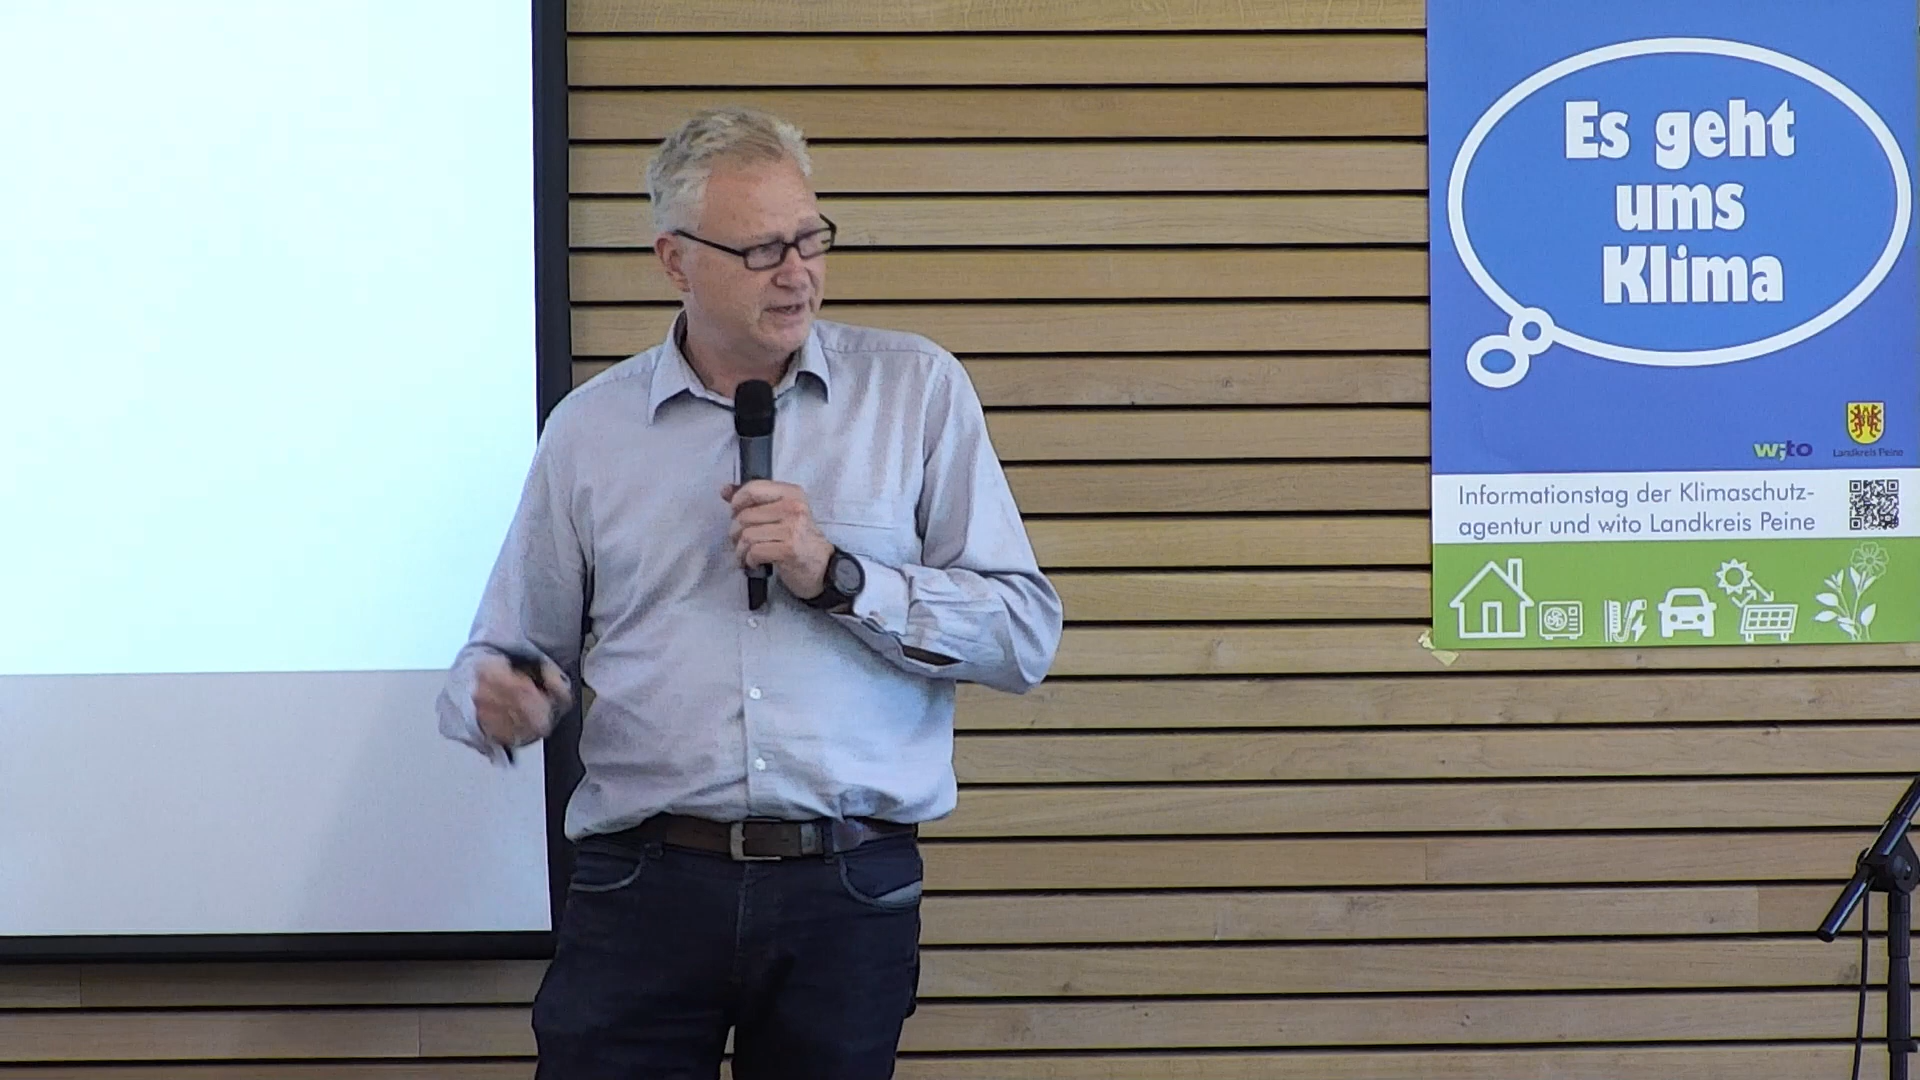 Es geht
ums
Klima
wito
Landkreis Peine
Informationstag der Klimaschutz-
agentur und wito Landkreis Peine